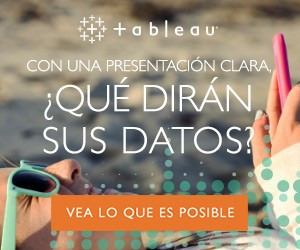 +ableau
CON UNA PRESENTACIÓN CLARA,
¿QUÉ DIRÁN
SUS DATOS?
VEA LO QUE ES POSIBLE